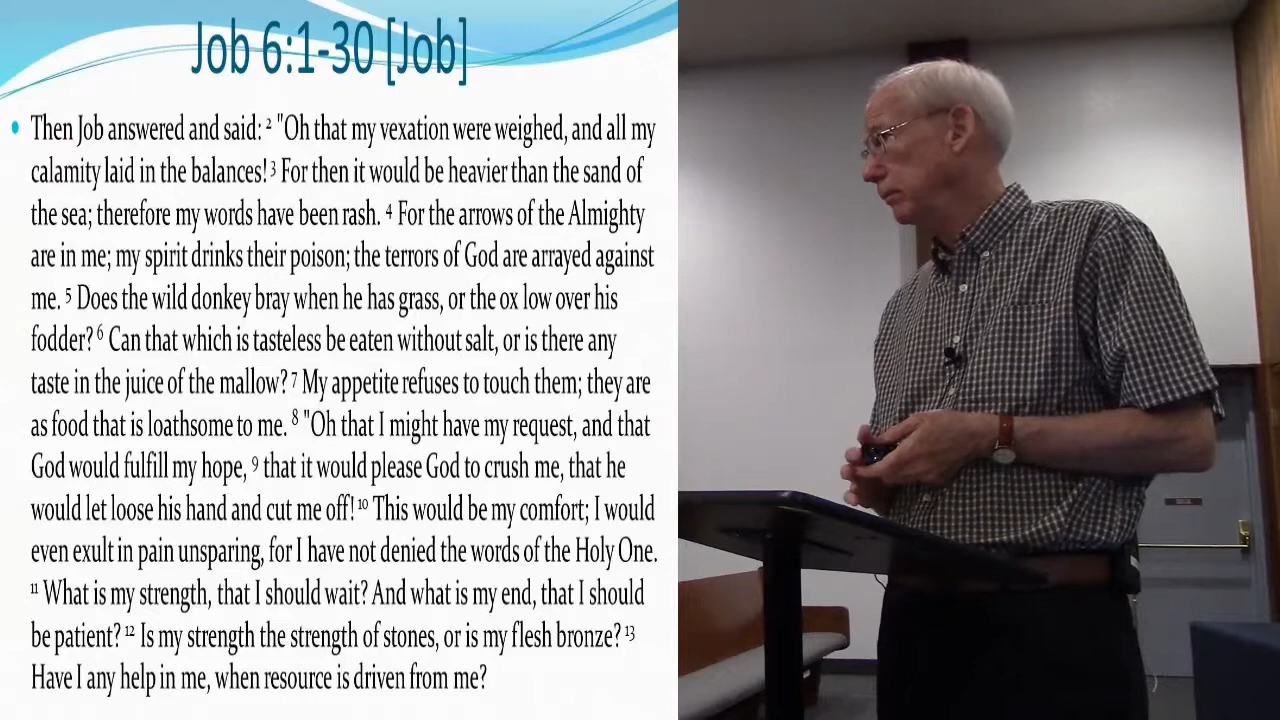 Job 6:1-30 [Job]
• Then Job answered and said: ² "Oh that my vexation were weighed, and all my
calamity laid in the balances! ³ For then it would be heavier than the sand of
the sea; therefore my words have been rash. ⁴ For the arrows of the Almighty
are in me; my spirit drinks their poison; the terrors of God are arrayed against
me. ⁵ Does the wild donkey bray when he has grass, or the ox low over his
fodder? ⁶ Can that which is tasteless be eaten without salt, or is there any
taste in the juice of the mallow? ⁷ My appetite refuses to touch them; they are
as food that is loathsome to me. ⁸ "Oh that I might have my request, and that
God would fulfill my hope, ⁹ that it would please God to crush me, that he
would let loose his hand and cut me off! ¹⁰ This would be my comfort; I would
even exult in pain unsparing, for I have not denied the words of the Holy One.
¹¹ What is my strength, that I should wait? And what is my end, that I should
be patient? ¹² Is my strength the strength of stones, or is my flesh bronze? ¹³
Have I any help in me, when resource is driven from me?